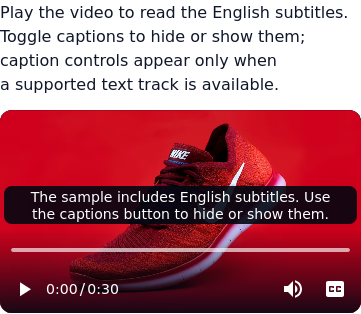 Play the video to read the English subtitles.
Toggle captions to hide or show them;
caption controls appear only when
a supported text track is available.
NIKE
The sample includes English subtitles. Use
the captions button to hide or show them.
0:00/0:30
CC